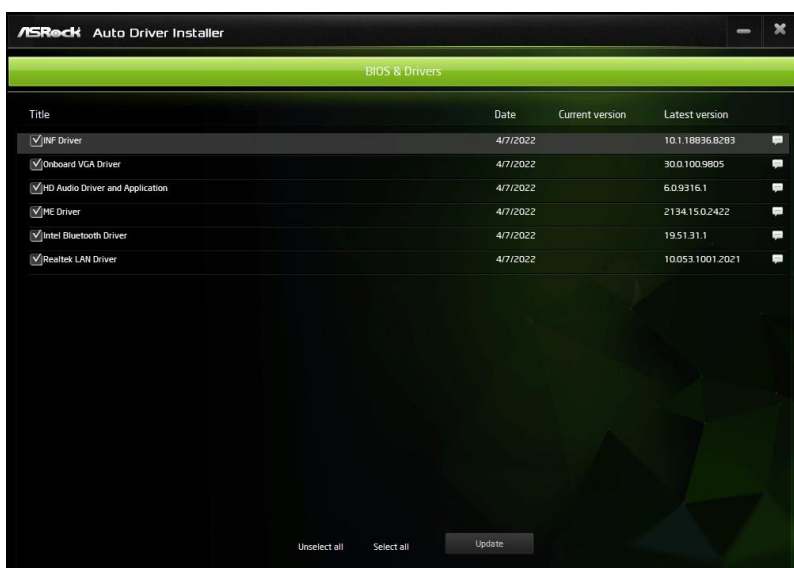 ASRock Auto Driver Installer
BIOS & Drivers
Title Date Current version Latest version
INF Driver 4/7/2022 10.1.18836.8283
Onboard VGA Driver 4/7/2022 30.0.100.9805
HD Audio Driver and Application 4/7/2022 6.0.9316.1
ME Driver 4/7/2022 2134.15.0.2422
Intel Bluetooth Driver 4/7/2022 19.51.31.1
Realtek LAN Driver 4/7/2022 10.053.1001.2021
Unselect all Select all Update